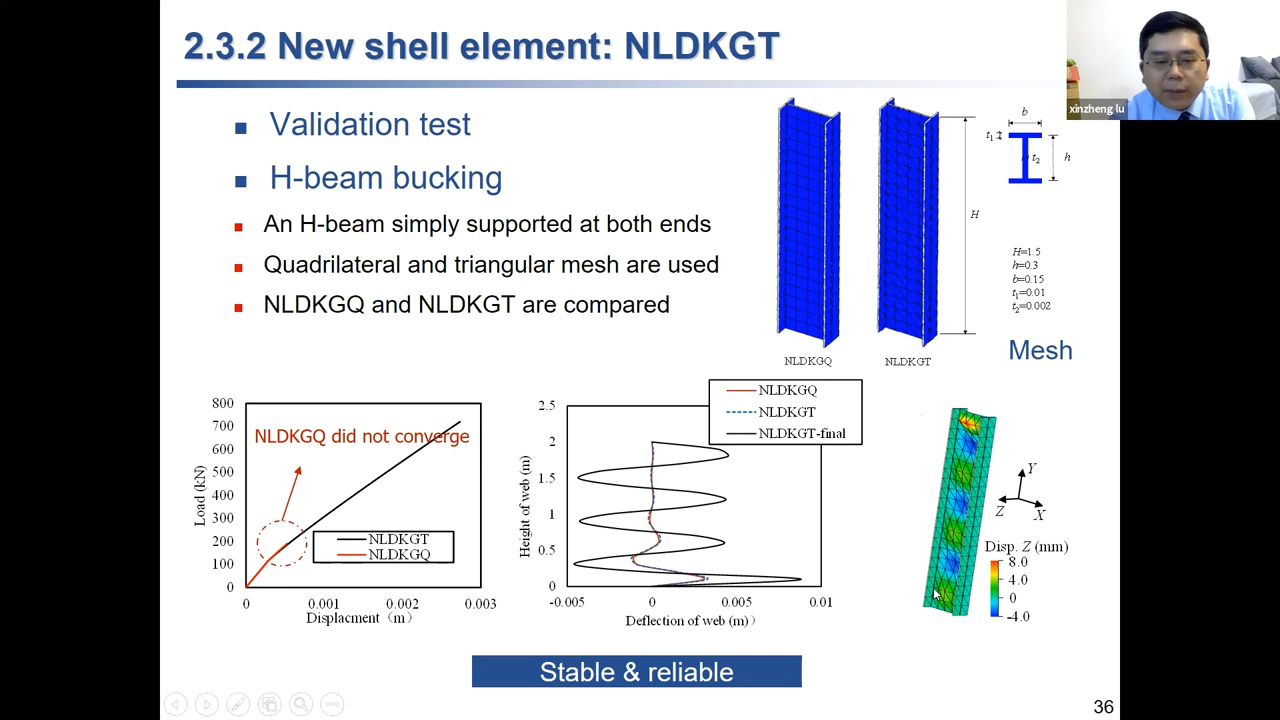 2.3.2 New shell element: NLDKGT
xinzheng lu
Validation test
H-beam bucking
An H-beam simply supported at both ends
Quadrilateral and triangular mesh are used
NLDKGQ and NLDKGT are compared
b
t1
t2
h
H
H=1.5
h=0.3
b=0.15
t1=0.01
t2=0.002
Mesh
NLDKGQ
NLDKGT
800
700
600
500
400
300
200
100
0
Load (kN)
NLDKGQ did not converge
NLDKGT
NLDKGQ
0
0.001
0.002
0.003
Displacment（m）
NLDKGQ
NLDKGT
NLDKGT-final
2.5
2
1.5
1
0.5
0
Height of web (m)
-0.005
0
0.005
0.01
Deflection of web (m)）
Y
Z
X
Disp. Z (mm)
8.0
4.0
0
-4.0
Stable & reliable
36